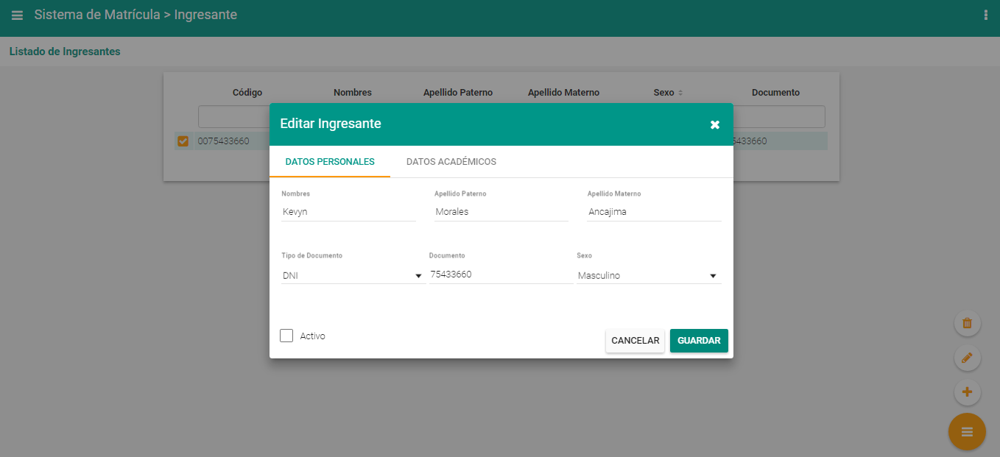 Sistema de Matrícula > Ingresante
Listado de Ingresantes
Código Nombres Apellido Paterno Apellido Materno Sexo Documento
0075433660 5433660
Editar Ingresante
DATOS PERSONALES DATOS ACADÉMICOS
Nombres Apellido Paterno Apellido Materno
Kevyn Morales Ancajima
Tipo de Documento Documento Sexo
DNI 75433660 Masculino
Activo CANCELAR GUARDAR